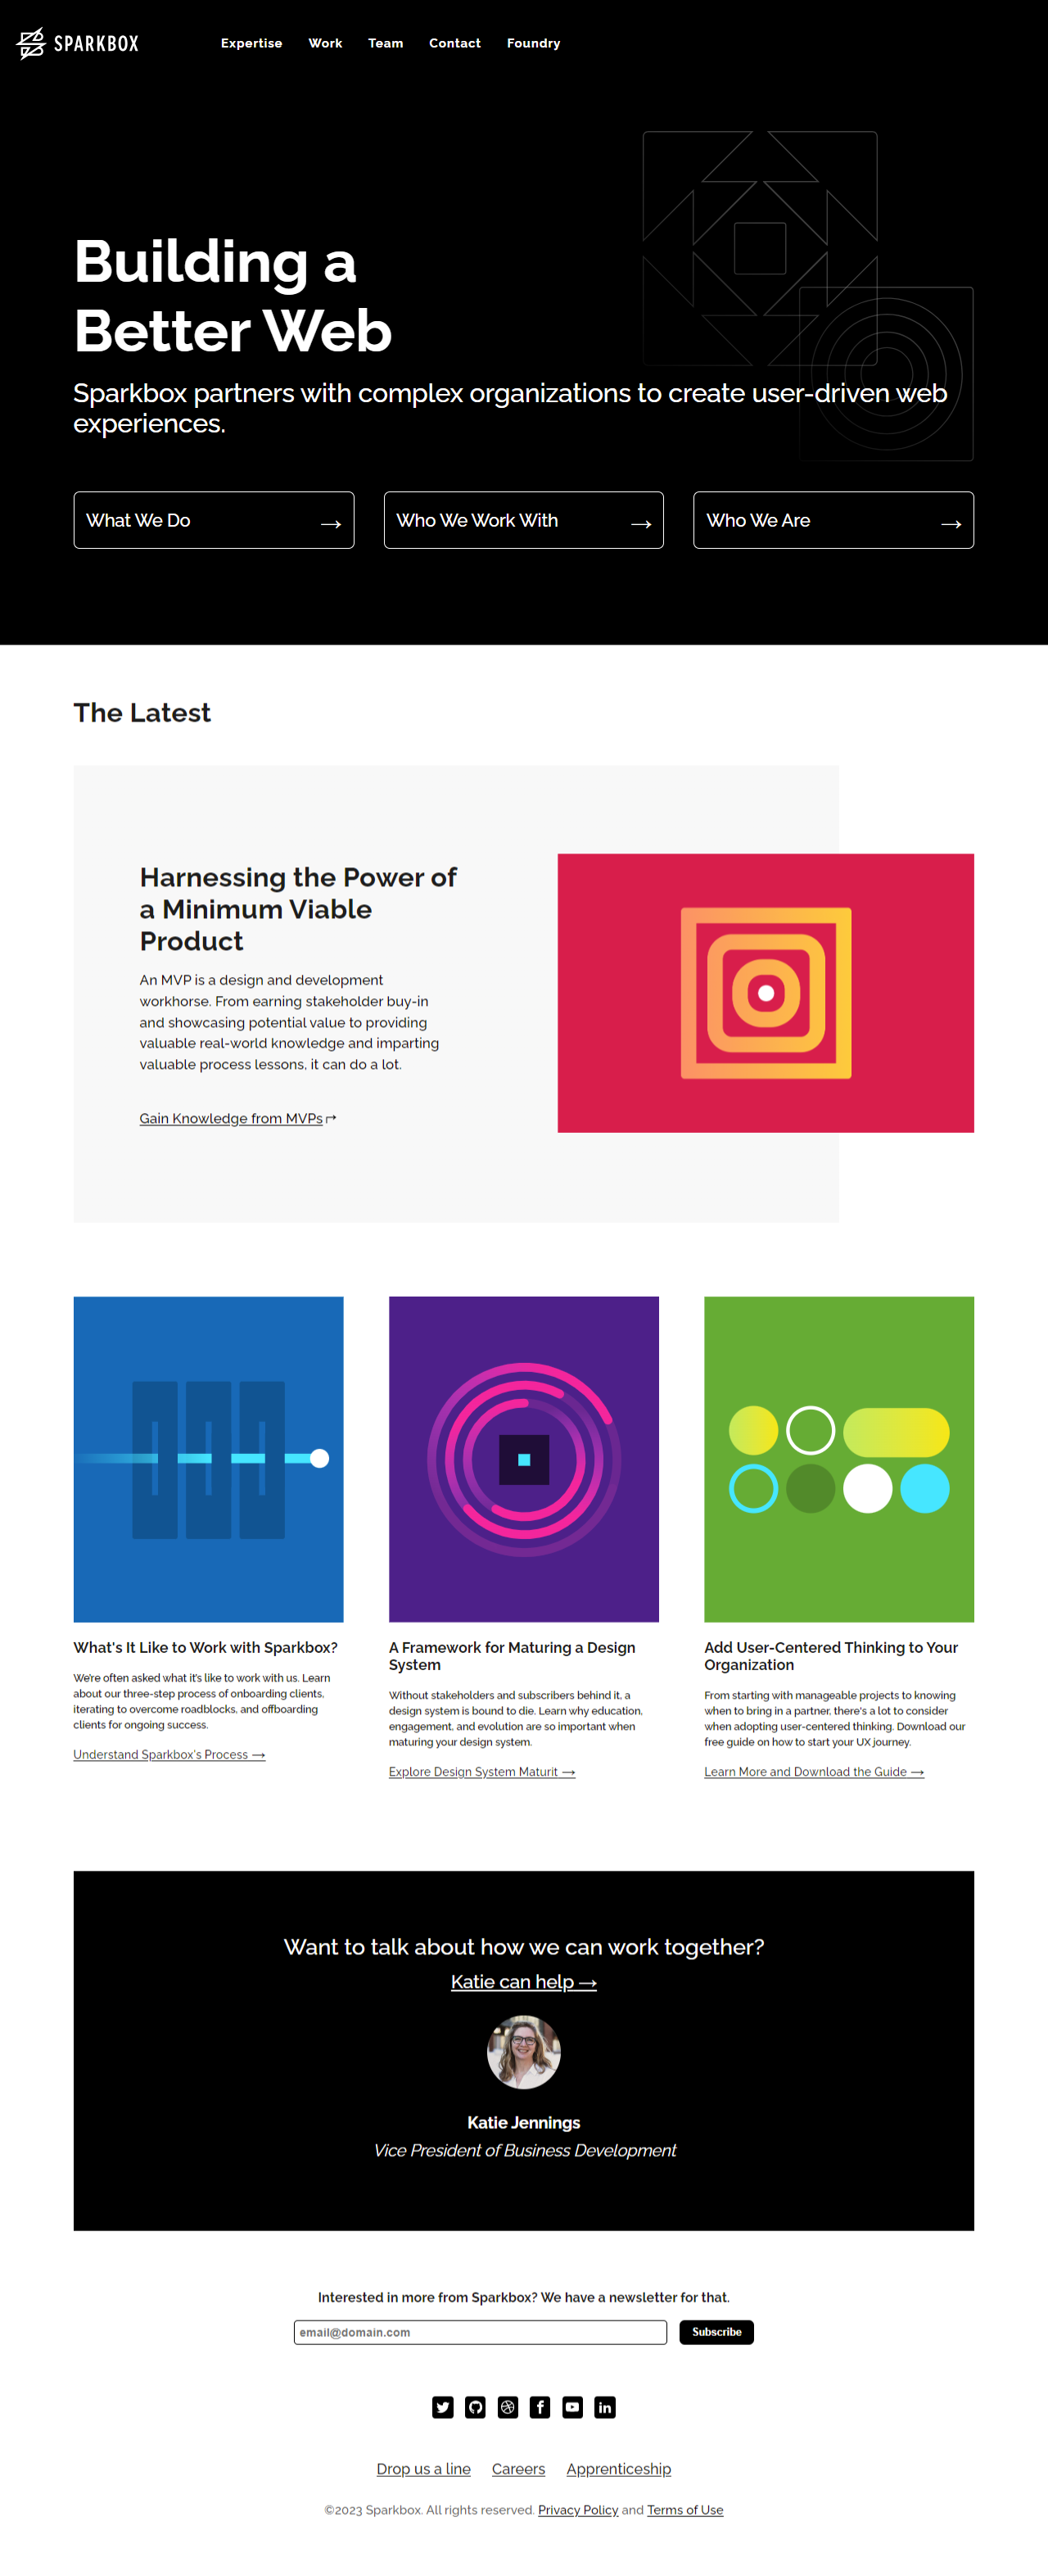 SPARKBOX
Expertise Work Team Contact Foundry
Building a
Better Web
Sparkbox partners with complex organizations to create user-driven web
experiences.
What We Do →
Who We Work With →
Who We Are →
The Latest
Harnessing the Power of
a Minimum Viable
Product
An MVP is a design and development
workhorse. From earning stakeholder buy-in
and showcasing potential value to providing
valuable real-world knowledge and imparting
valuable process lessons, it can do a lot.
Gain Knowledge from MVPs
What's It Like to Work with Sparkbox?
We're often asked what it's like to work with us. Learn
about our three-step process of onboarding clients,
iterating to overcome roadblocks, and offboarding
clients for ongoing success.
Understand Sparkbox's Process →
A Framework for Maturing a Design
System
Without stakeholders and subscribers behind it, a
design system is bound to die. Learn why education,
engagement, and evolution are so important when
maturing your design system.
Explore Design System Maturit →
Add User-Centered Thinking to Your
Organization
From starting with manageable projects to knowing
when to bring in a partner, there's a lot to consider
when adopting user-centered thinking. Download our
free guide on how to start your UX journey.
Learn More and Download the Guide →
Want to talk about how we can work together?
Katie can help →
Katie Jennings
Vice President of Business Development
Interested in more from Sparkbox? We have a newsletter for that.
email@domain.com Subscribe
Drop us a line Careers Apprenticeship
©2023 Sparkbox. All rights reserved. Privacy Policy and Terms of Use